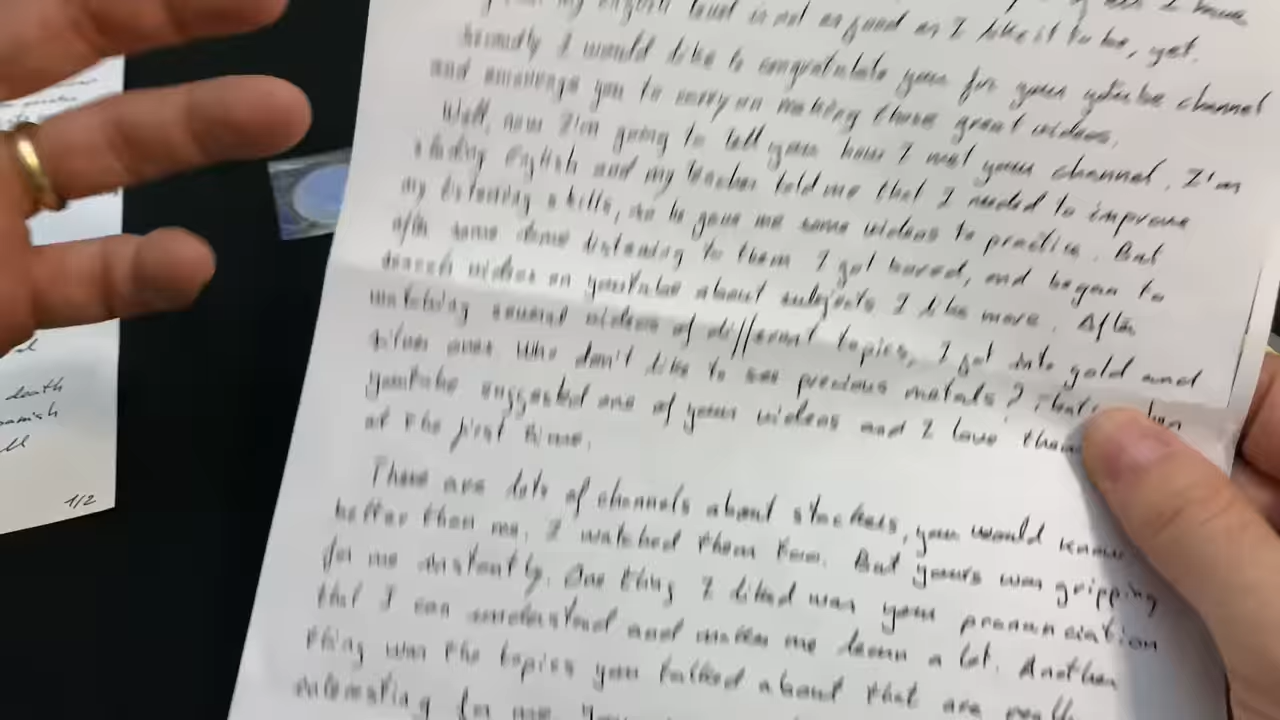 my english level is not as good as I like it to be, yet.
Secondly I would like to congratulate you for your youtube channel
and encourage you to carry on making those great videos.
Well, now I'm going to tell you how I met your channel. I'm
studing English and my teacher told me that I needed to improve
my listening skills, so he gave me some videos to practice. But
after some time listening to them I got bored, and began to
search videos on youtube about subjects I like more. After
watching several videos of different topics, I got into gold and
silver ones. Who don't like to see precious metals?
youtube suggested one of your videos and I love them
at the first time.
There are lots of channels about stackers, you would know
better than me. I watched them too. But yours was gripping
for me instantly. One thing I liked was your pronunciation
that I can understand and makes me learn a lot. Another
thing was the topics you talked about that are really
interesting for me.
death
1/2